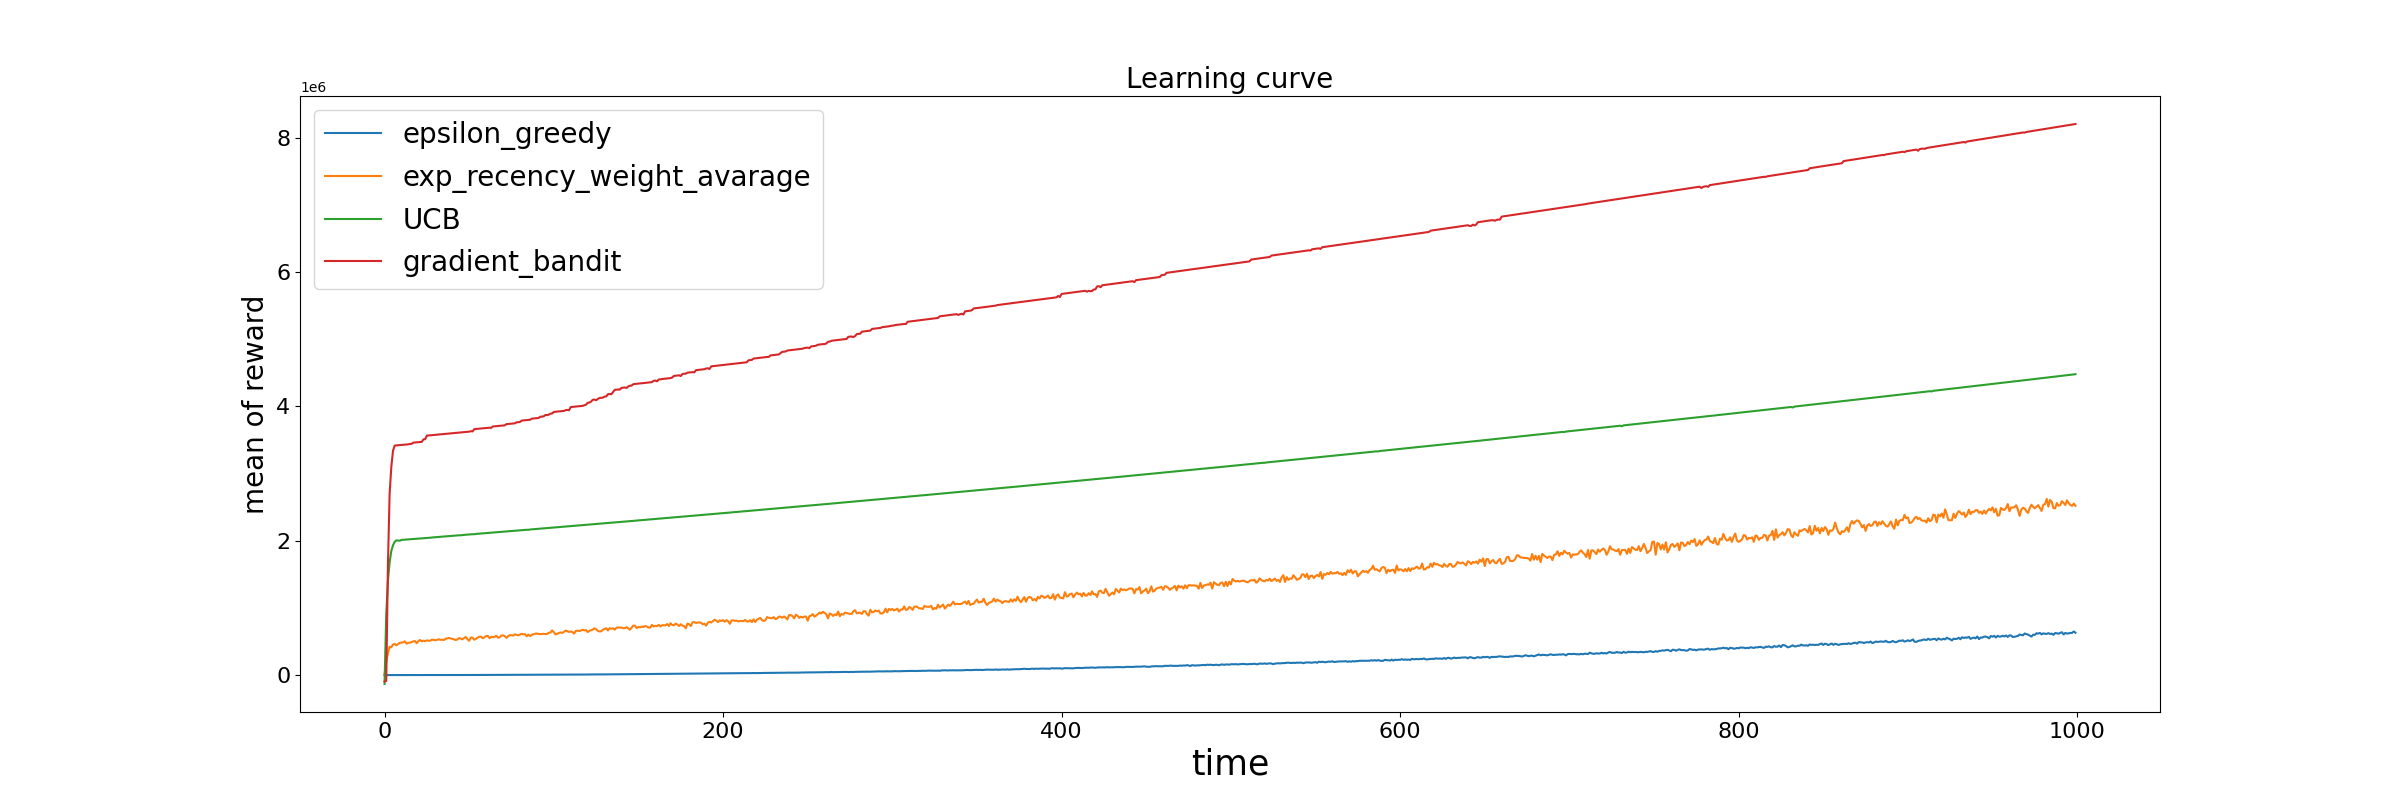 Learning curve
1e6
epsilon_greedy
exp_recency_weight_avarage
UCB
gradient_bandit
8
6
4
2
0
mean of reward
0 200 400 600 800 1000
time